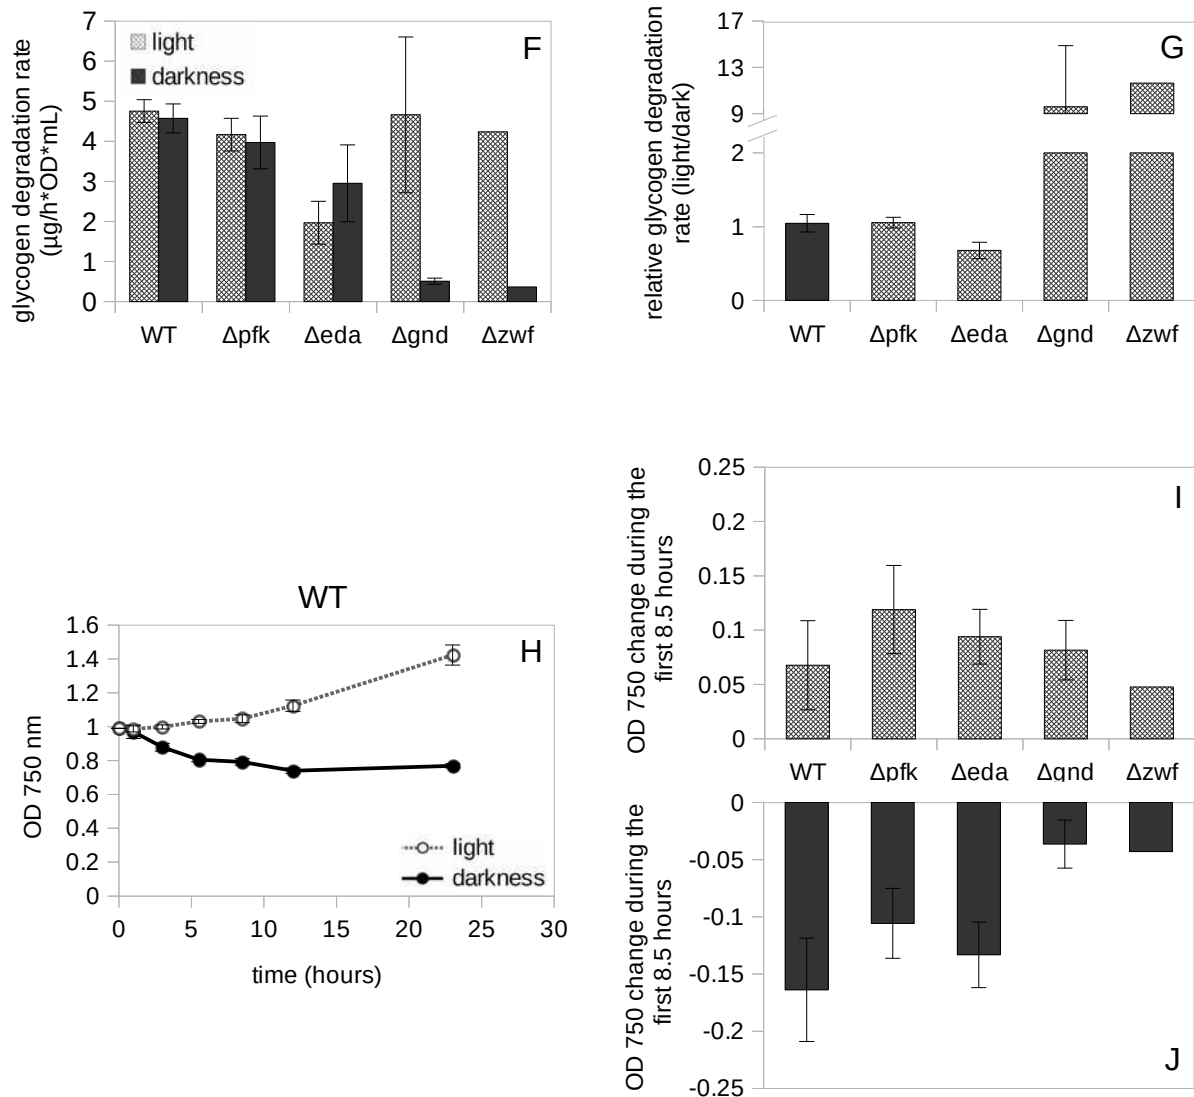 F
glycogen degradation rate
(µg/h*OD*mL)
7
6
5
4
3
2
1
0
light
darkness
WT Δpfk Δeda Δgnd Δzwf
G
relative glycogen degradation
rate (light/dark)
17
13
9
2
1
0
WT Δpfk Δeda Δgnd Δzwf
WT
H
OD 750 nm
1.6
1.4
1.2
1
0.8
0.6
0.4
0.2
0
light
darkness
0 5 10 15 20 25 30
time (hours)
I
OD 750 change during the
first 8.5 hours
0.25
0.2
0.15
0.1
0.05
0
WT Δpfk Δeda Δgnd Δzwf
OD 750 change during the
first 8.5 hours
0
-0.05
-0.1
-0.15
-0.2
-0.25
J